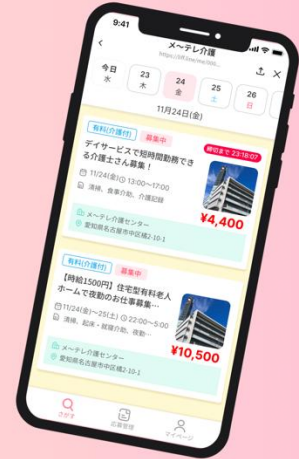 9:41
メ〜テレ介護
今日
水
23
木
24
金
25
土
26
日
11月24日(金)
有料(介護付)
募集中
締切まで 23:18:07
デイサービスで短時間勤務でき
る介護士さん募集！
11/24(金) 13:00〜17:00
清掃、食事介助、介護記録
¥4,400
メ〜テレ介護センター
愛知県名古屋市中区橘2-10-1
有料(介護付)
募集中
【時給1500円】住宅型有料老人
ホームで夜勤のお仕事募集…
11/24(金)〜25(土) 22:00〜5:00
清掃、起床・就寝介助、夜勤…
¥10,500
メ〜テレ介護センター
愛知県名古屋市中区橘2-10-1
さがす
応募管理
マイページ